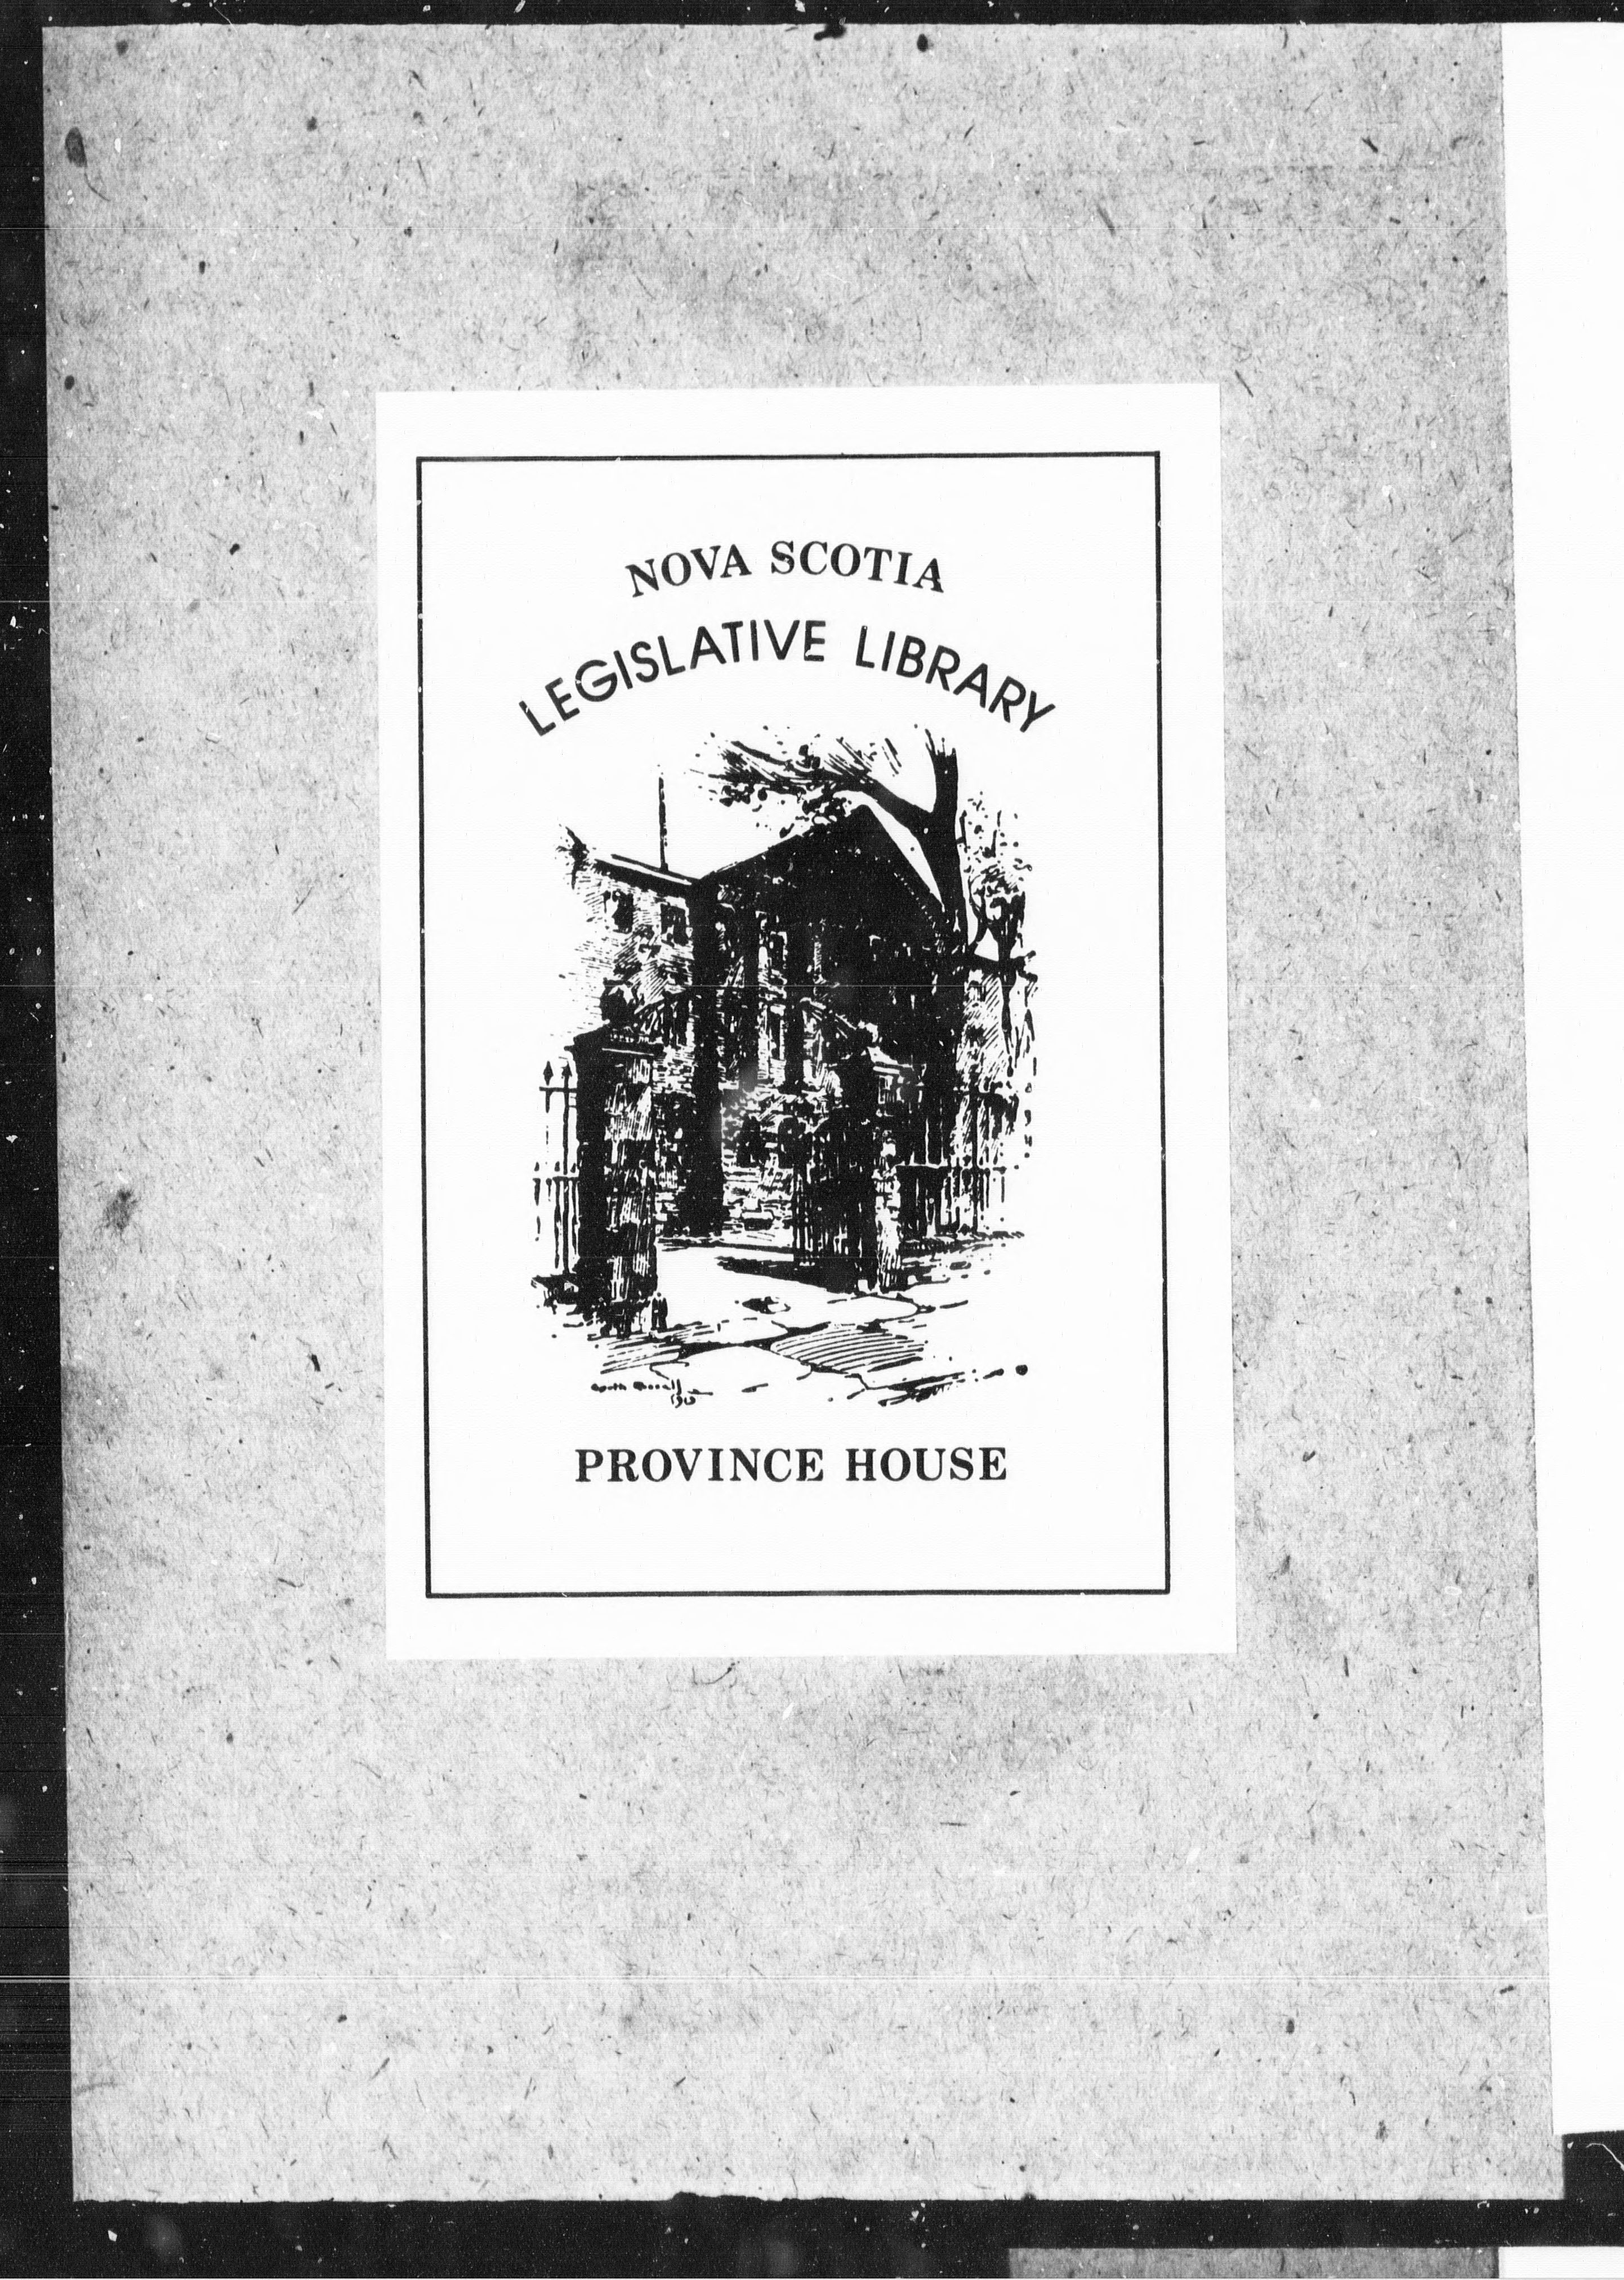 NOVA SCOTIA
LEGISLATIVE LIBRARY
PROVINCE HOUSE